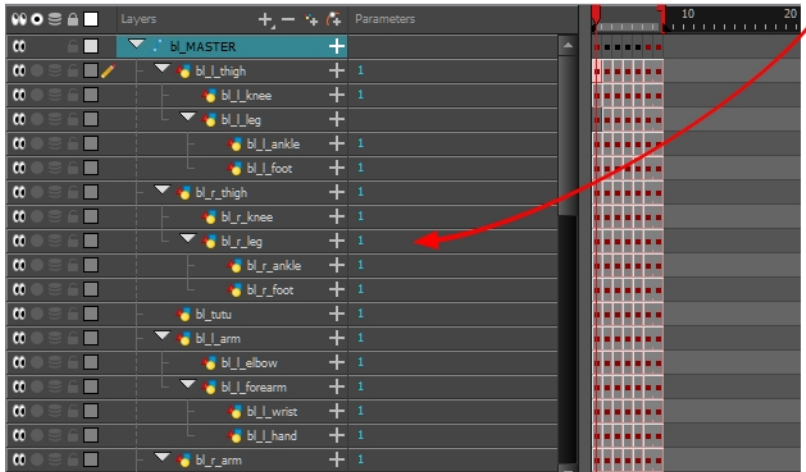 Layers Parameters 10 20
bl_MASTER
bl_l_thigh 1
bl_l_knee 1
bl_l_leg
bl_l_ankle 1
bl_l_foot 1
bl_r_thigh 1
bl_r_knee 1
bl_r_leg 1
bl_r_ankle 1
bl_r_foot 1
bl_tutu 1
bl_l_arm 1
bl_l_elbow 1
bl_l_forearm 1
bl_l_wrist 1
bl_l_hand 1
bl_r_arm 1